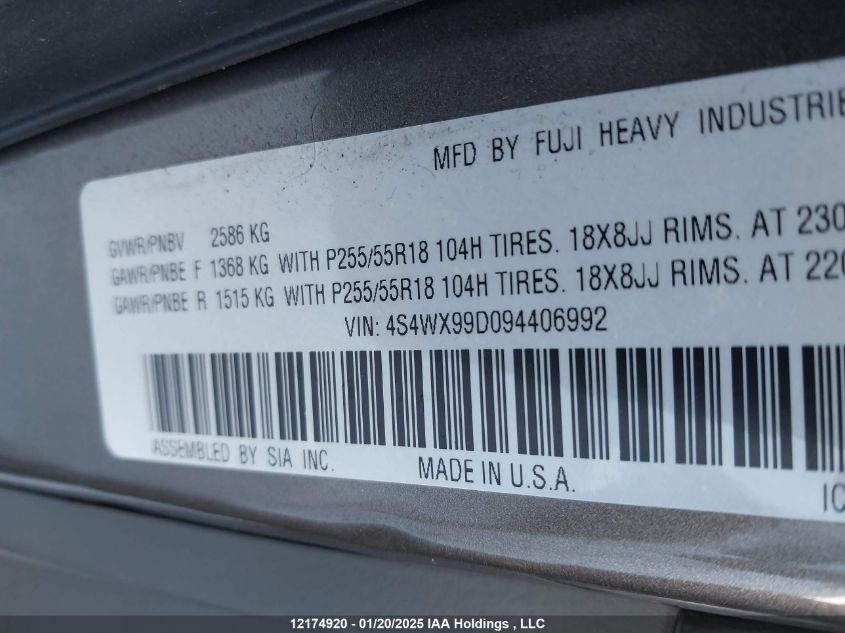 MFD BY FUJI HEAVY INDUSTRIE
GVWR/PNBV 2586 KG
GAWR/PNBE F 1368 KG WITH P255/55R18 104H TIRES. 18X8JJ RIMS. AT 230
GAWR/PNBE R 1515 KG WITH P255/55R18 104H TIRES. 18X8JJ RIMS. AT 220
VIN: 4S4WX99D094406992
ASSEMBLED BY SIA INC.
MADE IN U.S.A.
IC
12174920 - 01/20/2025 IAA Holdings , LLC